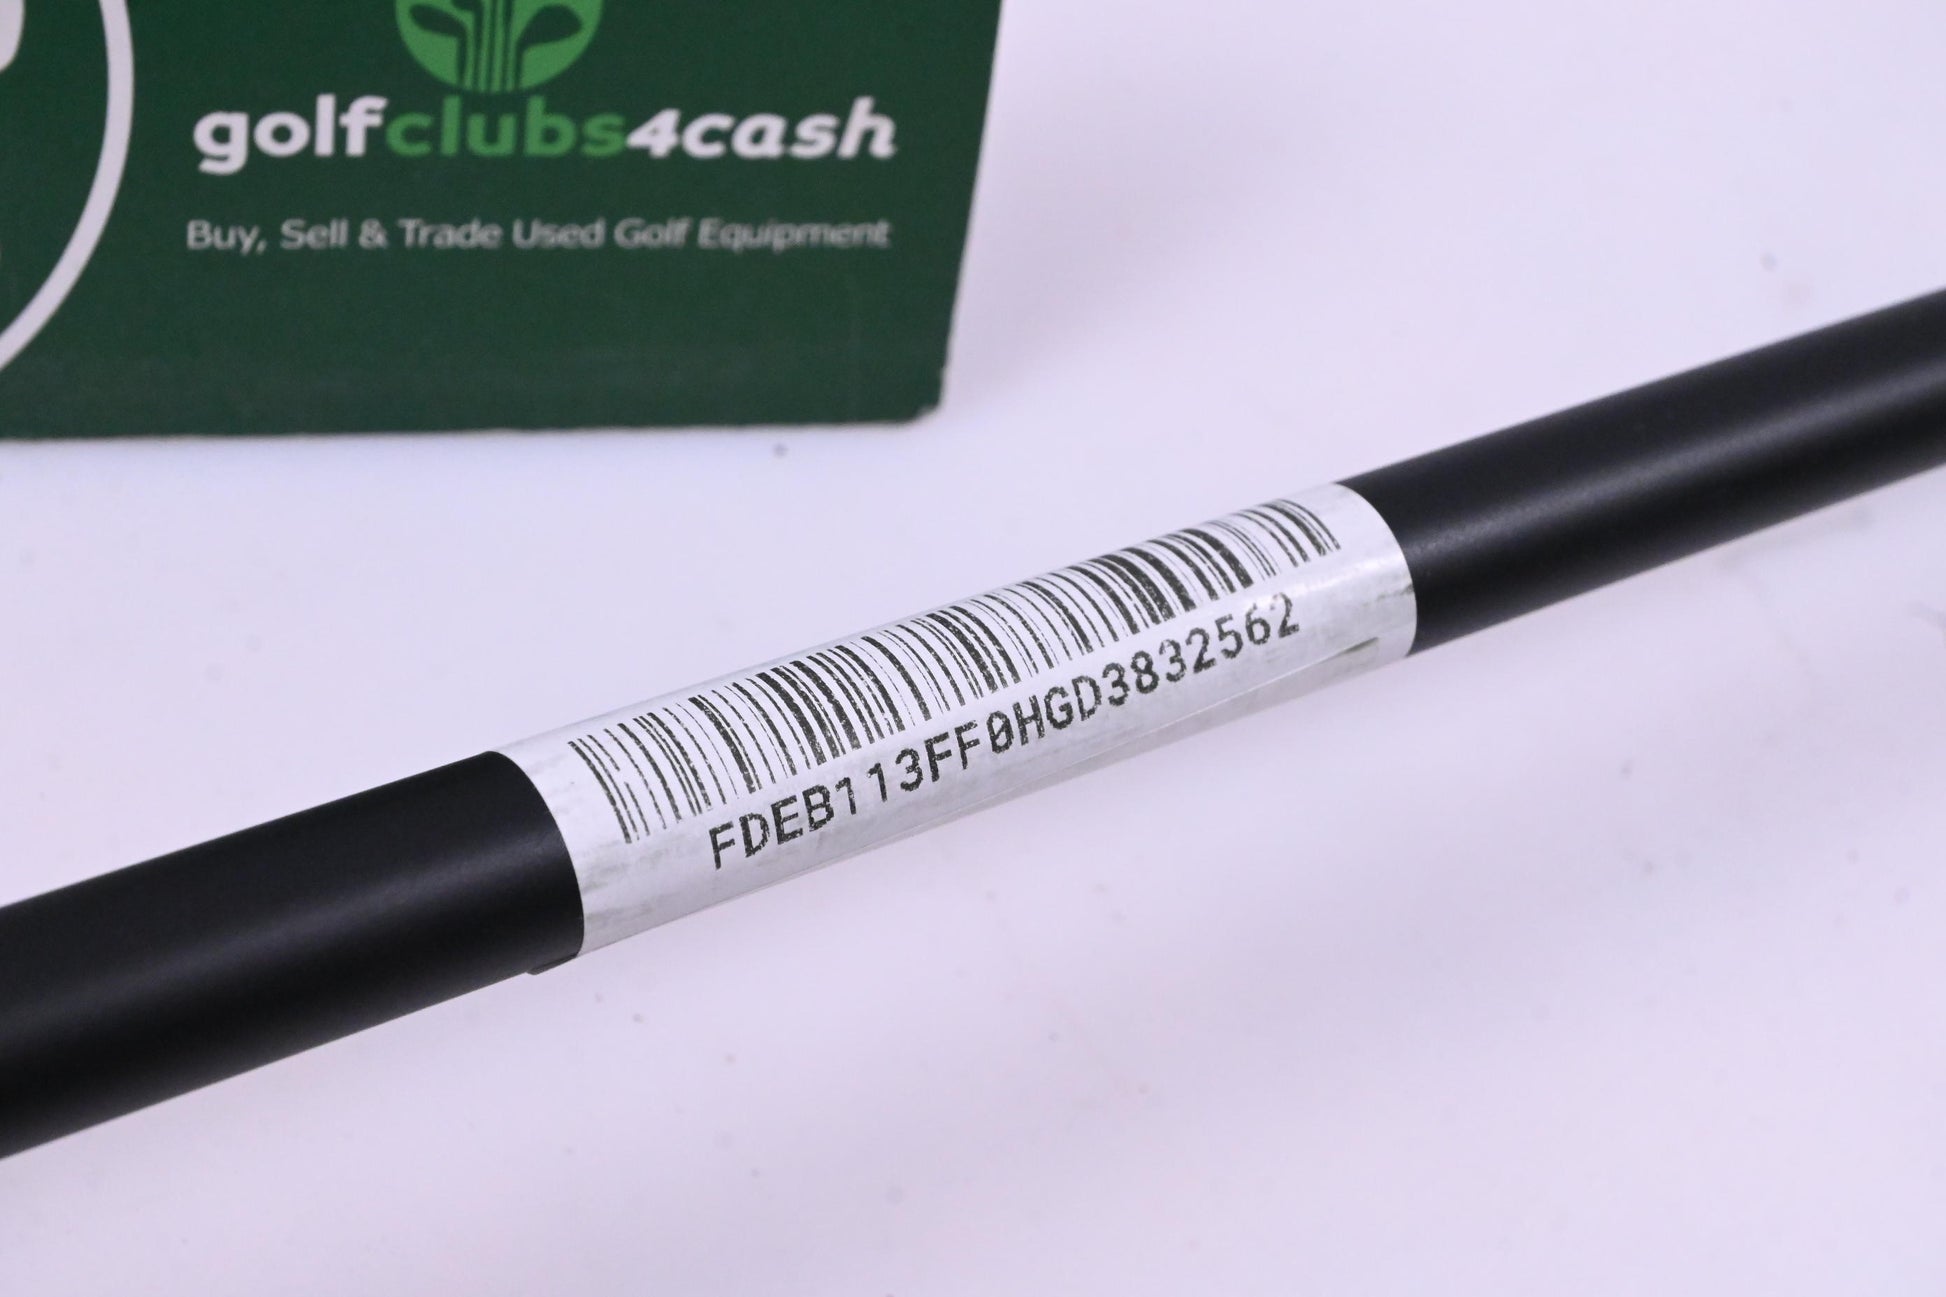 golfclubs4cash
Buy, Sell & Trade Used Golf Equipment
FDEB113FF0HGD3832562